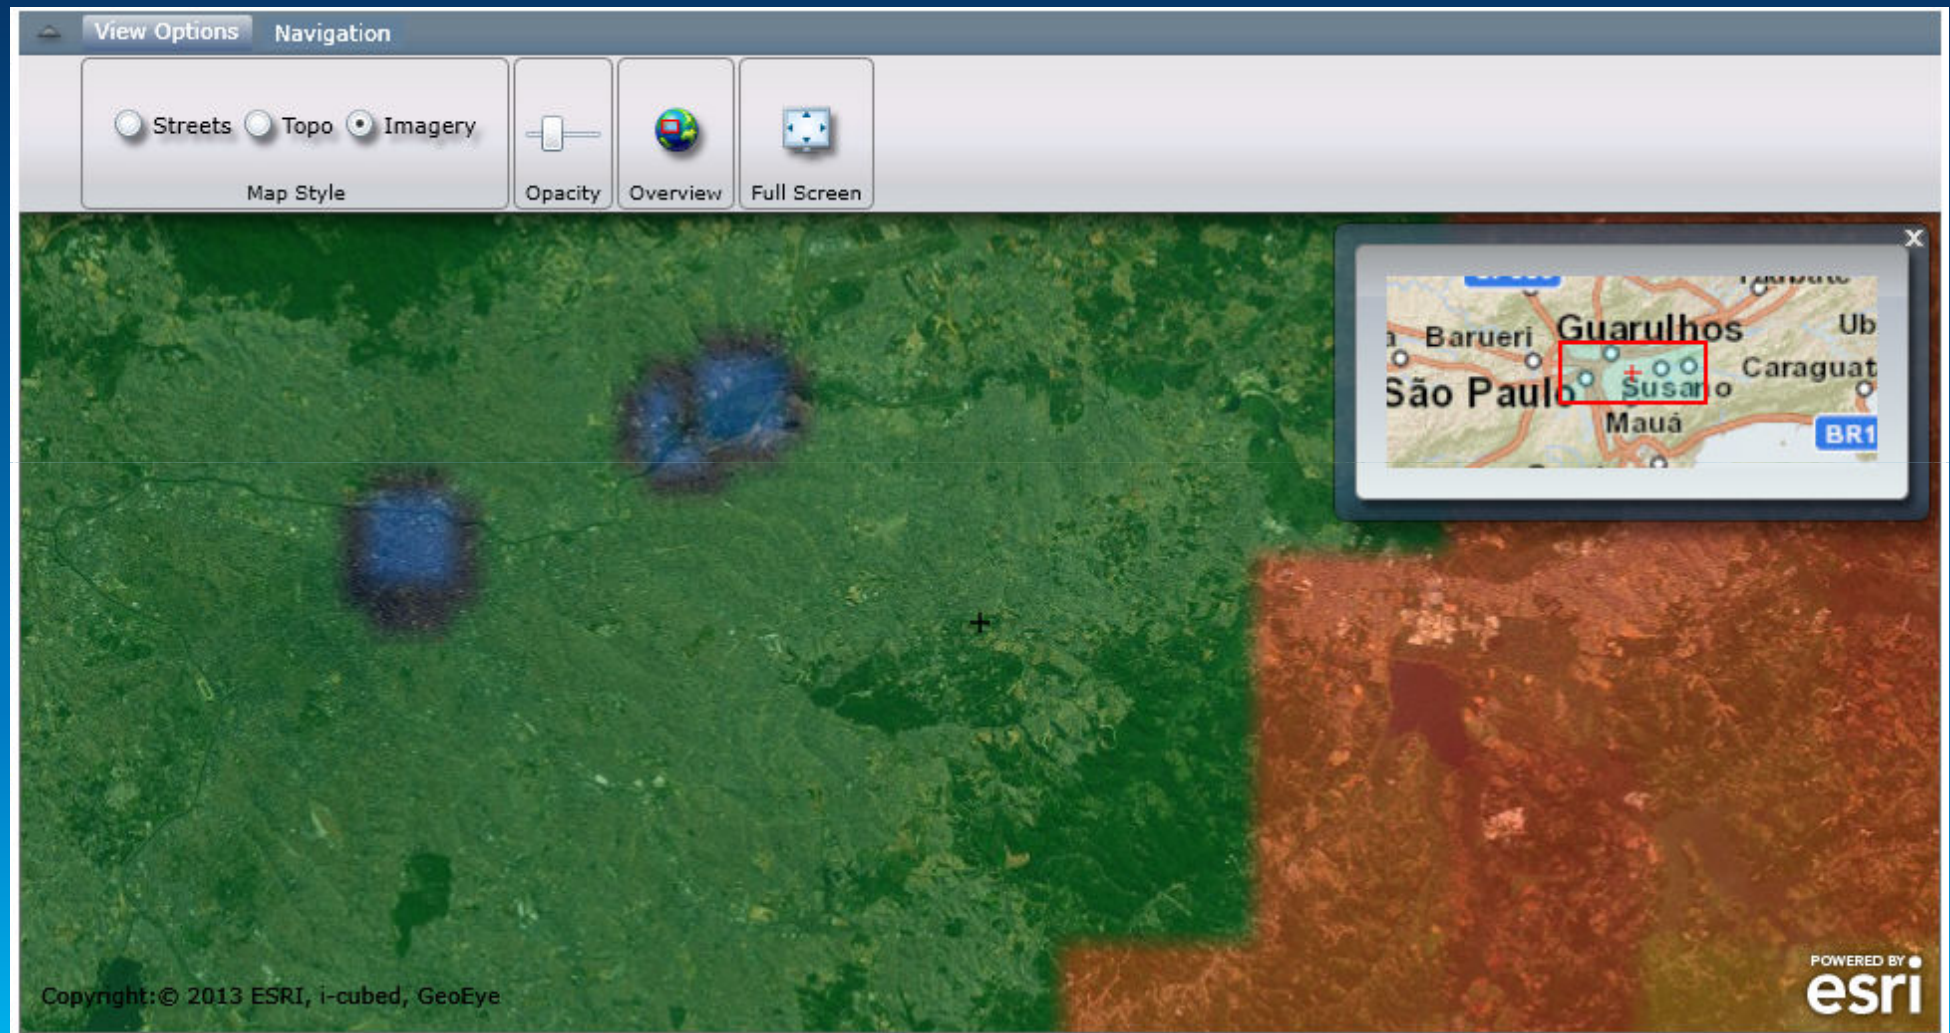 View Options Navigation
Streets Topo Imagery
Map Style
Opacity
Overview
Full Screen
X
Barueri
Guarulhos
Ub
a
Caraguat
São Paulo
Susano
Mauá
BR1
Copyright:© 2013 ESRI, i-cubed, GeoEye
POWERED BY
esri